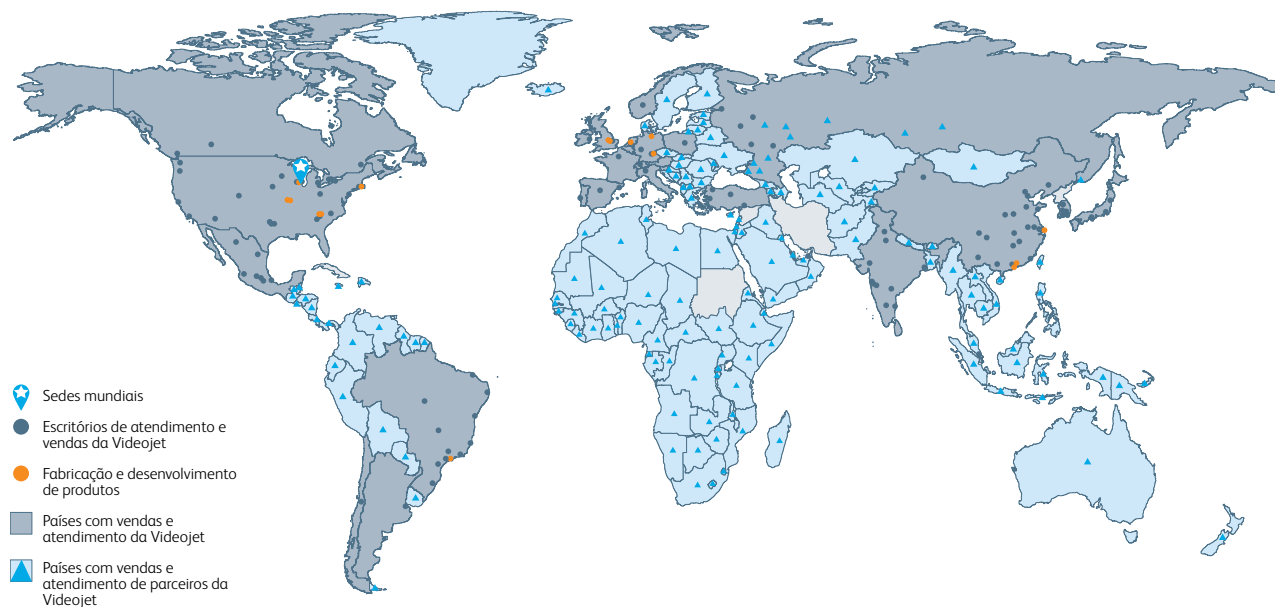 Sedes mundiais
Escritórios de atendimento e
vendas da Videojet
Fabricação e desenvolvimento
de produtos
Países com vendas e
atendimento da Videojet
Países com vendas e
atendimento de parceiros da
Videojet